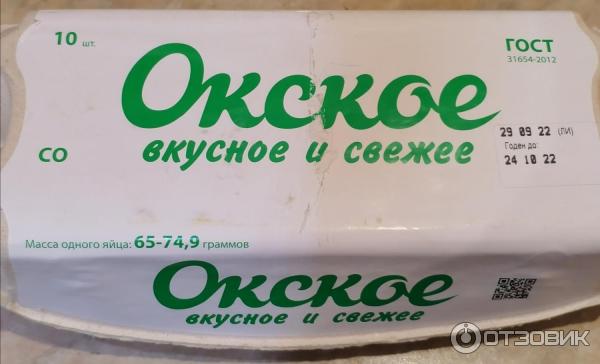 10 шт.
ГОСТ
31654-2012
Окское
вкусное и свежее
СО
29 09 22 (ЛИ)
Годен до:
24 10 22
Масса одного яйца: 65-74,9 граммов
Окское
вкусное и свежее
ОТЗОВИК